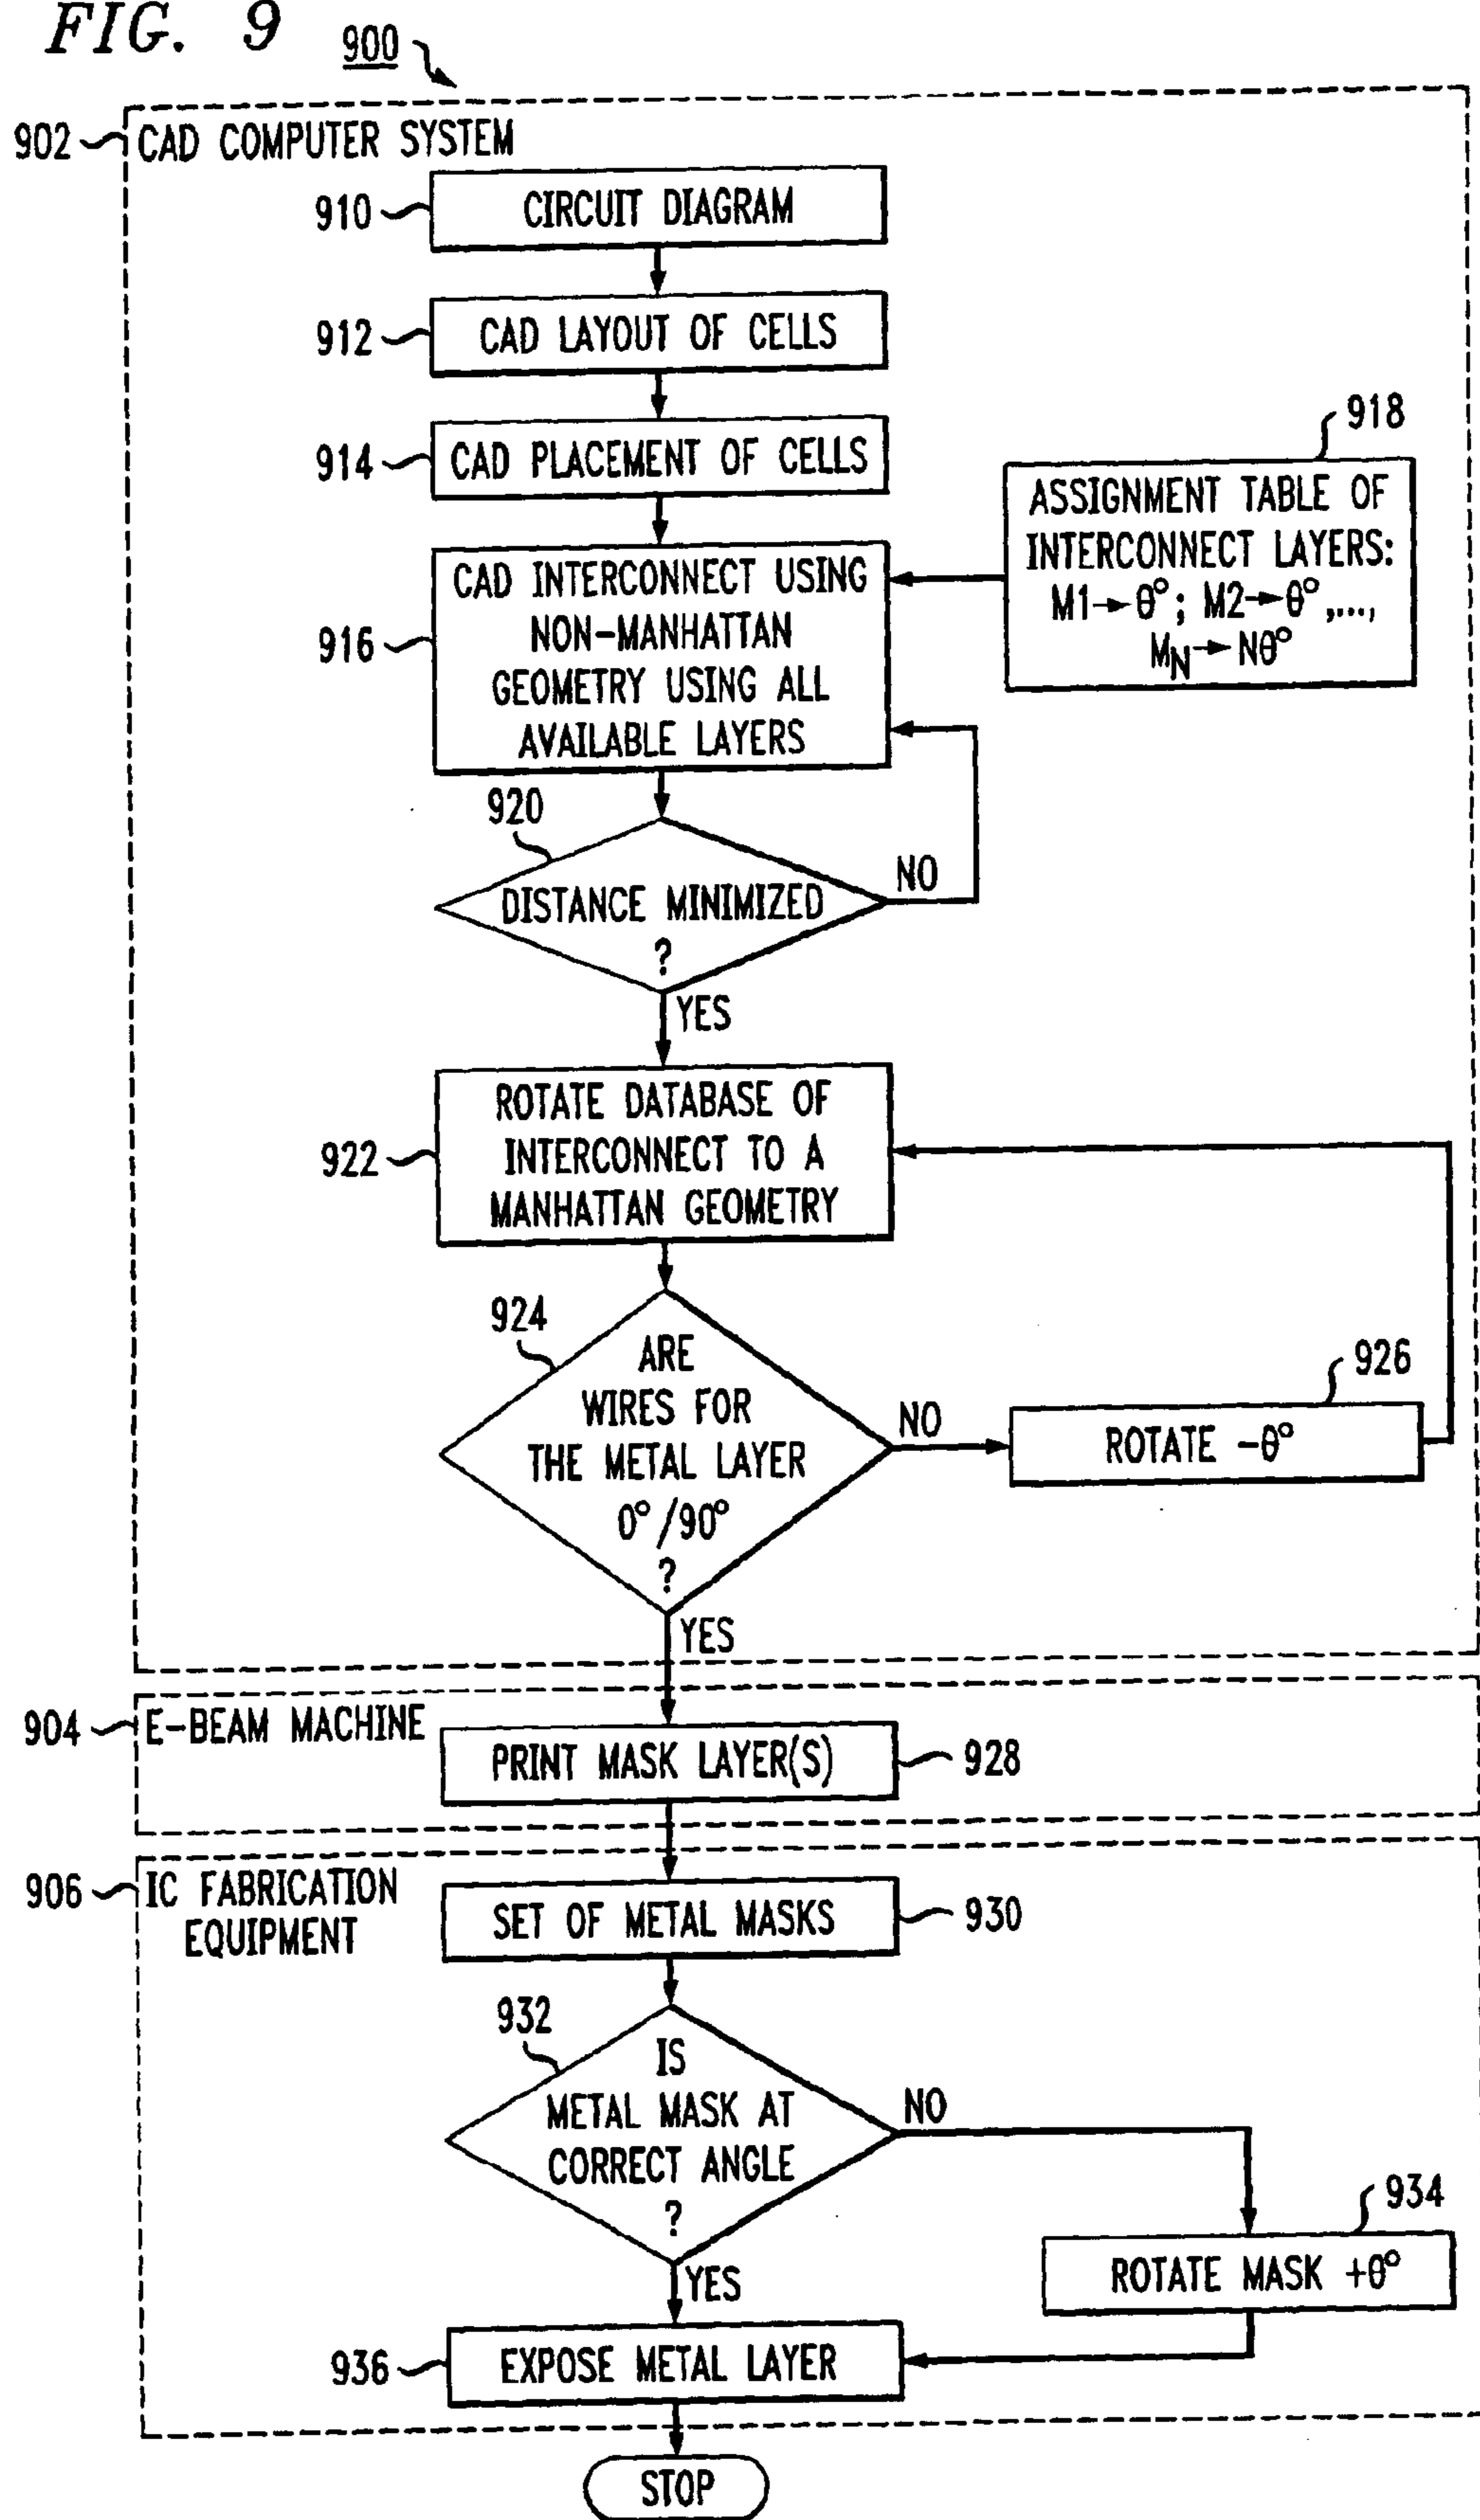 FIG. 9
900
902
CAD COMPUTER SYSTEM
910
CIRCUIT DIAGRAM
912
CAD LAYOUT OF CELLS
914
CAD PLACEMENT OF CELLS
918
ASSIGNMENT TABLE OF
INTERCONNECT LAYERS:
M1→θ°; M2→θ°,...,
MN→Nθ°
916
CAD INTERCONNECT USING
NON-MANHATTAN
GEOMETRY USING ALL
AVAILABLE LAYERS
920
DISTANCE MINIMIZED
?
NO
YES
922
ROTATE DATABASE OF
INTERCONNECT TO A
MANHATTAN GEOMETRY
924
ARE
WIRES FOR
THE METAL LAYER
0°/90°
?
NO
926
ROTATE -θ°
YES
904
E-BEAM MACHINE
PRINT MASK LAYER(S)
928
906
IC FABRICATION
EQUIPMENT
SET OF METAL MASKS
930
932
IS
METAL MASK AT
CORRECT ANGLE
?
NO
934
ROTATE MASK +θ°
YES
936
EXPOSE METAL LAYER
STOP